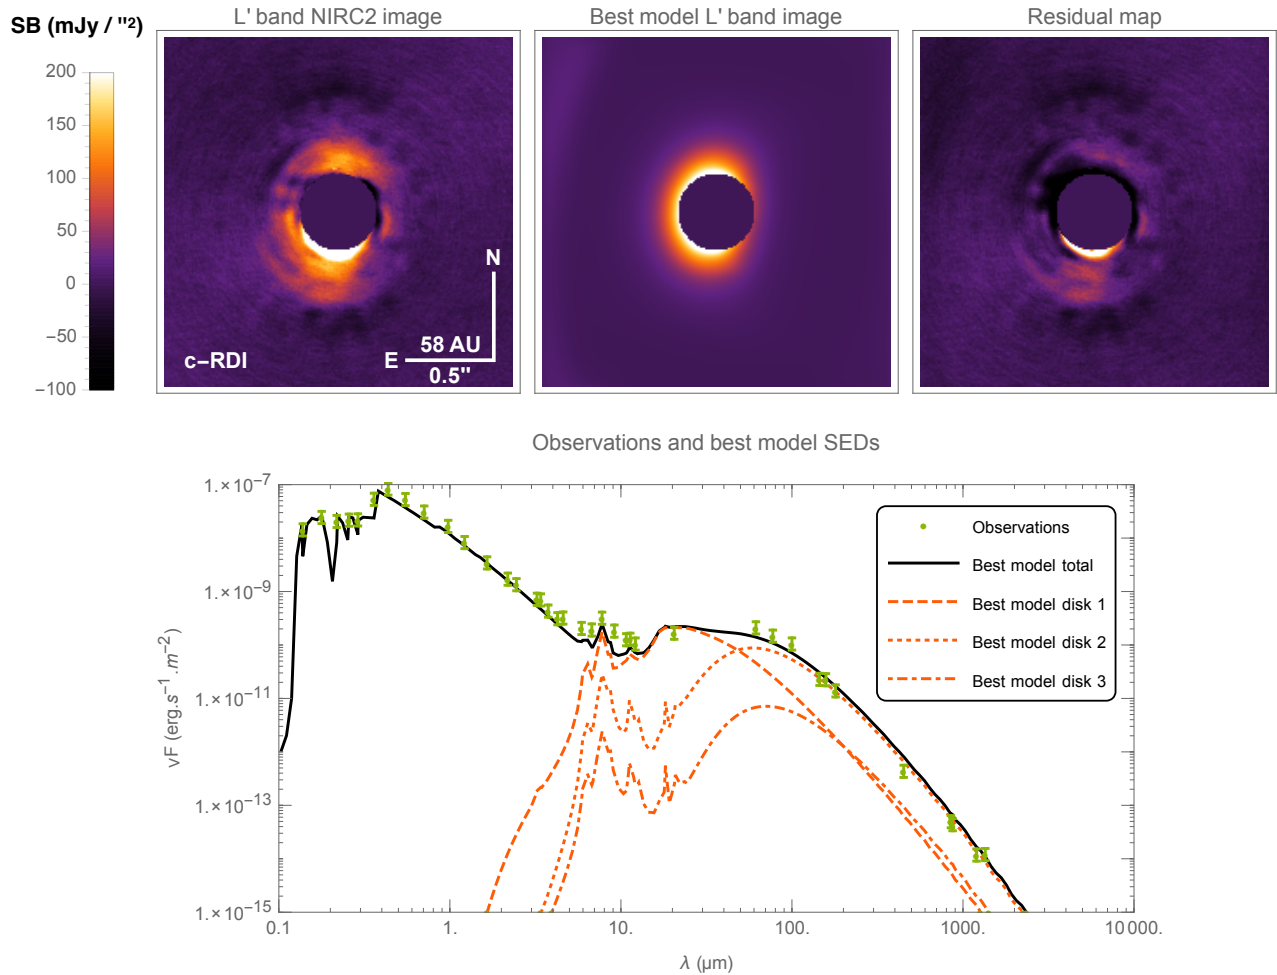 SB (mJy / "²)
L' band NIRC2 image
Best model L' band image
Residual map
200
150
100
50
0
−50
−100
N
58 AU
E
0.5"
c−RDI
Observations and best model SEDs
1.×10⁻⁷
1.×10⁻⁹
1.×10⁻¹¹
1.×10⁻¹³
1.×10⁻¹⁵
νF (erg.s⁻¹.m⁻²)
Observations
Best model total
Best model disk 1
Best model disk 2
Best model disk 3
0.1
1.
10.
100.
1000.
10000.
λ (μm)